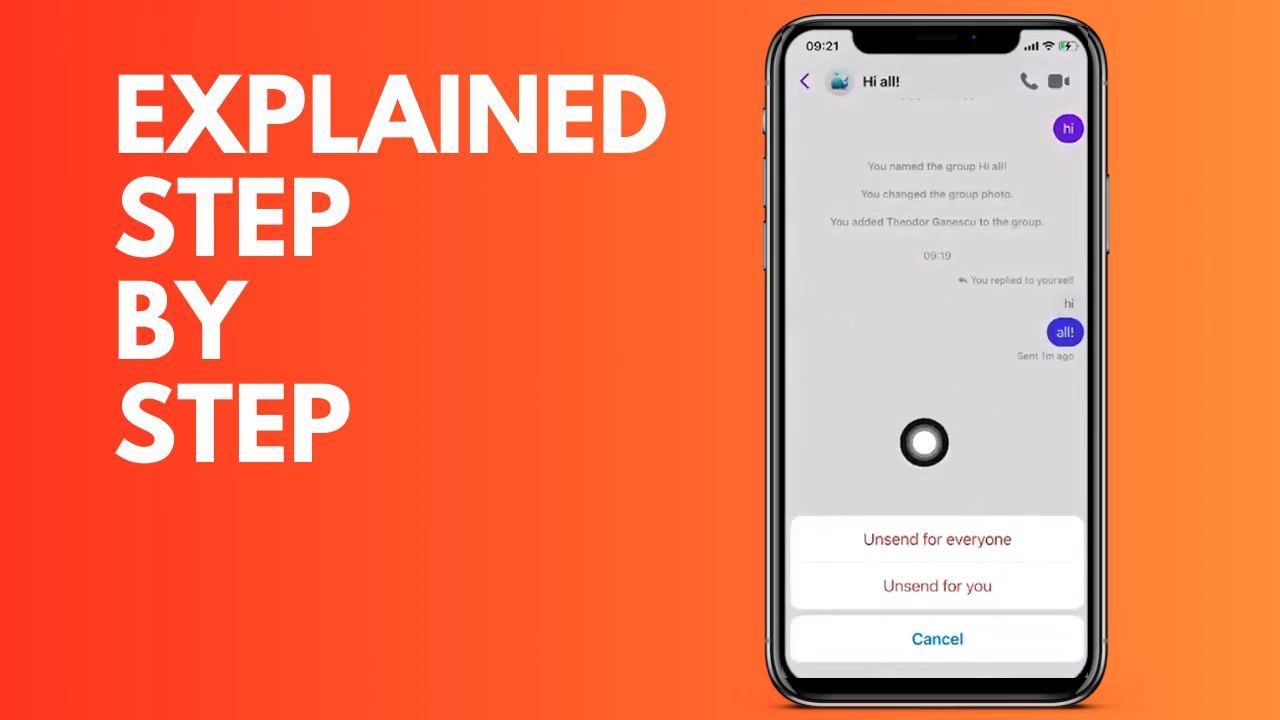 EXPLAINED
STEP
BY
STEP
09:21
Hi all!
hi
You named the group Hi all!
You changed the group photo.
You added Theodor Ganescu to the group.
09:19
You replied to yourself
hi
all!
Sent 1m ago
Unsend for everyone
Unsend for you
Cancel